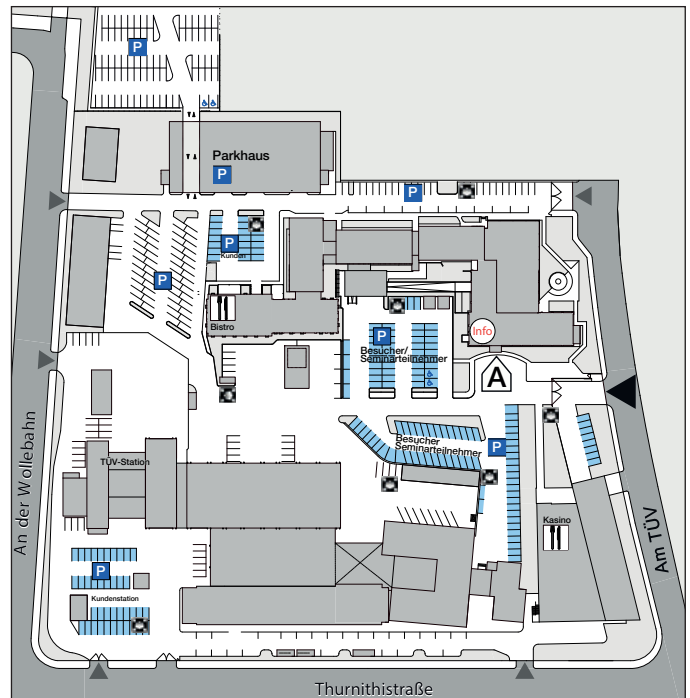 P
Parkhaus
P
P
P
Kunden
P
Bistro
Info
P
Besucher/
Seminarteilnehmer
A
Besucher
Seminarteilnehmer
P
TÜV-Station
Kasino
An der Wollebahn
Am TÜV
P
Kundenstation
Thurnithistraße